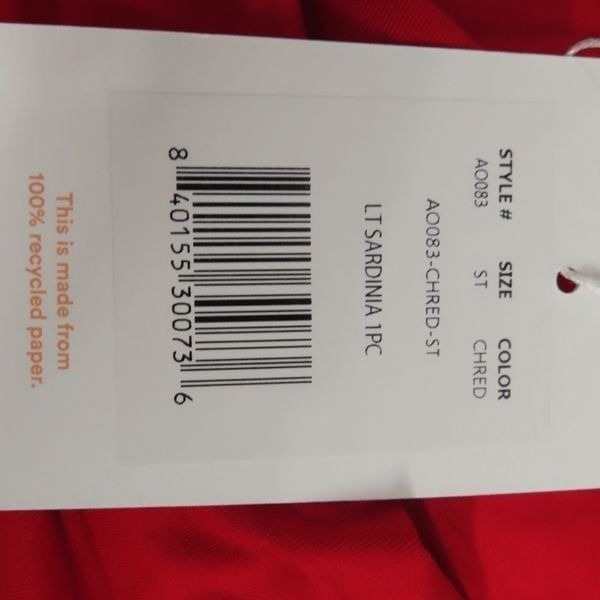 STYLE # SIZE COLOR
AO083 ST CHRED
AO083-CHRED-ST
LT SARDINIA 1PC
8 40155 30073 6
This is made from
100% recycled paper.